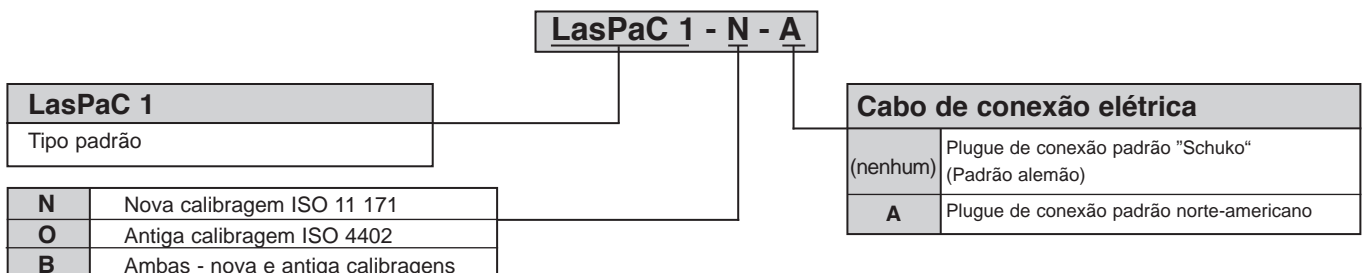 LasPaC 1 - N - A
LasPaC 1
Tipo padrão
N Nova calibragem ISO 11 171
O Antiga calibragem ISO 4402
B Ambas - nova e antiga calibragens
Cabo de conexão elétrica
(nenhum) Plugue de conexão padrão ”Schuko“
(Padrão alemão)
A Plugue de conexão padrão norte-americano